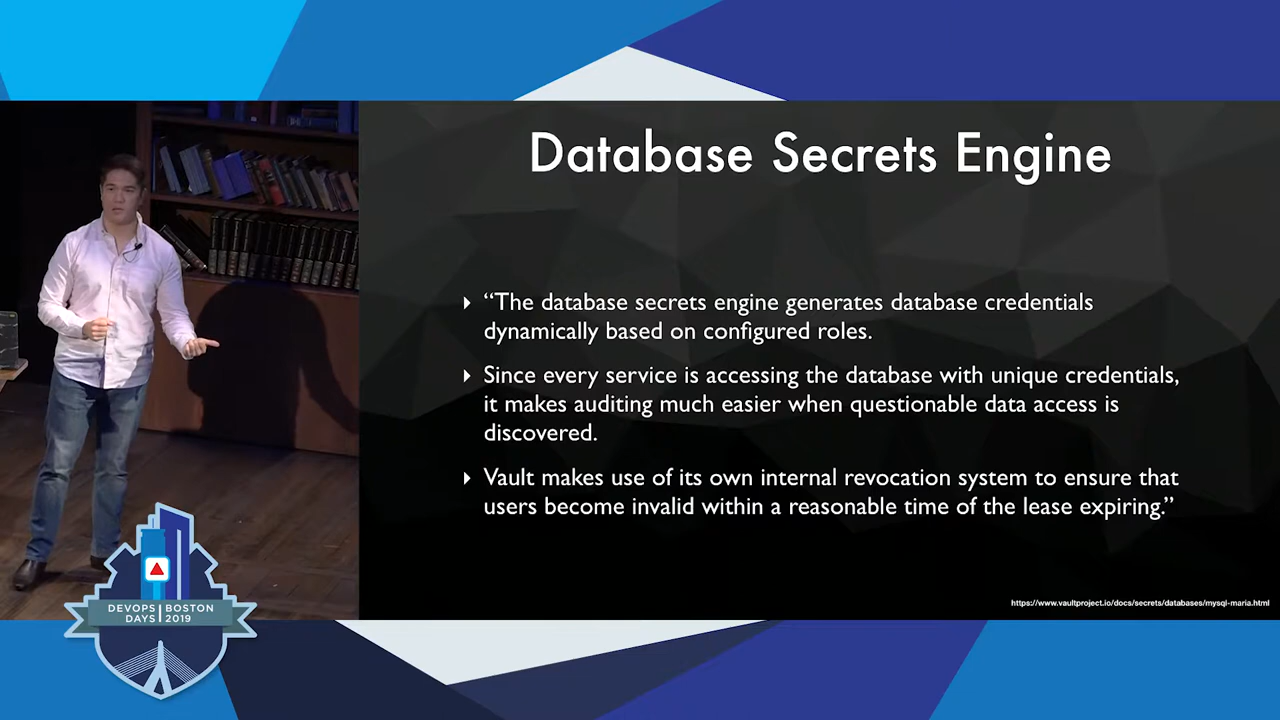 Database Secrets Engine
“The database secrets engine generates database credentials
dynamically based on configured roles.
Since every service is accessing the database with unique credentials,
it makes auditing much easier when questionable data access is
discovered.
Vault makes use of its own internal revocation system to ensure that
users become invalid within a reasonable time of the lease expiring.”
https://www.vaultproject.io/docs/secrets/databases/mysql-maria.html
DEVOPS BOSTON
DAYS 2019